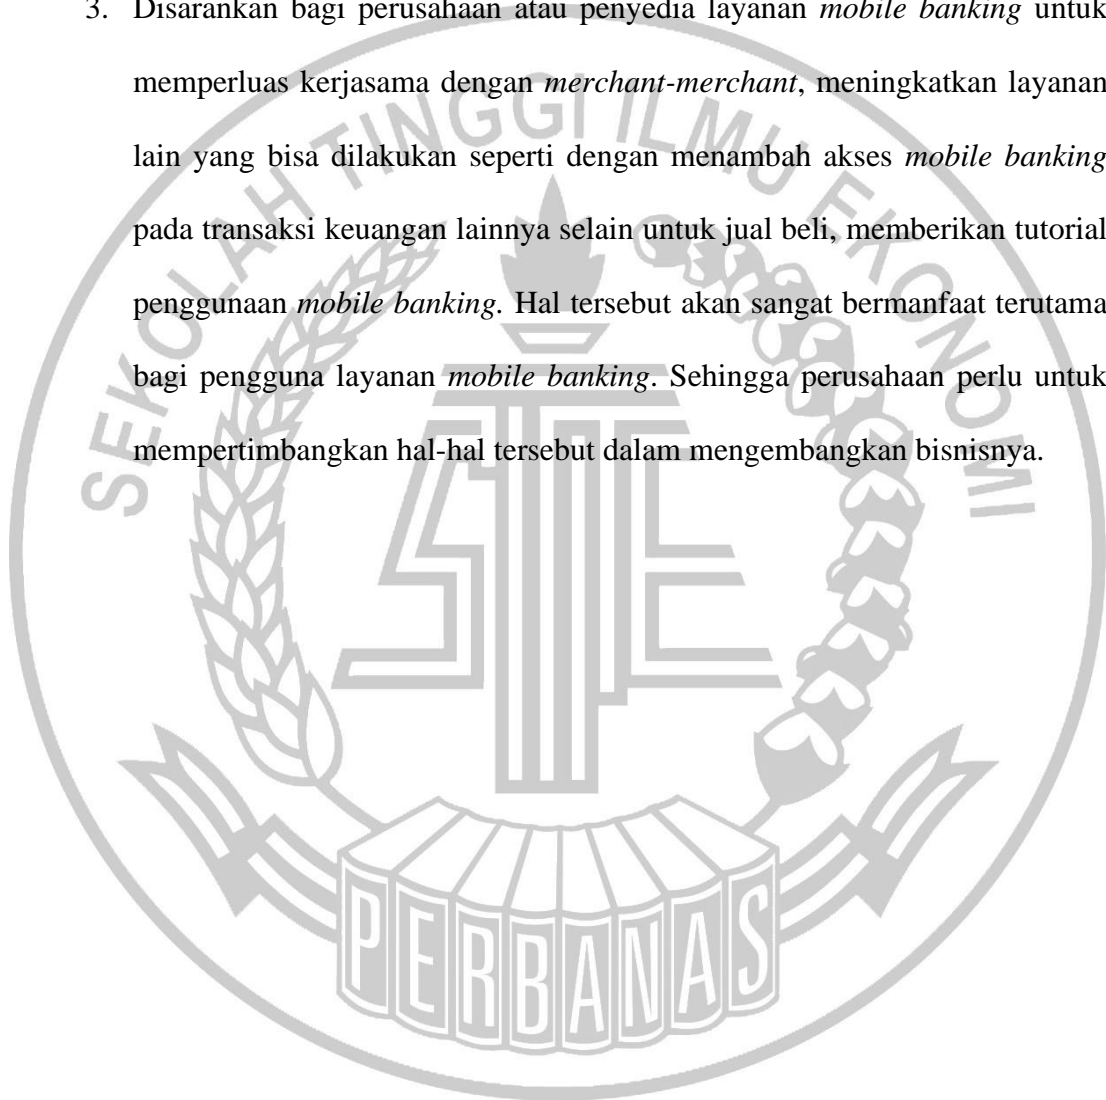 3. Disarankan bagi perusahaan atau penyedia layanan mobile banking untuk
memperluas kerjasama dengan merchant-merchant, meningkatkan layanan
lain yang bisa dilakukan seperti dengan menambah akses mobile banking
pada transaksi keuangan lainnya selain untuk jual beli, memberikan tutorial
penggunaan mobile banking. Hal tersebut akan sangat bermanfaat terutama
bagi pengguna layanan mobile banking. Sehingga perusahaan perlu untuk
mempertimbangkan hal-hal tersebut dalam mengembangkan bisnisnya.
SEKOLAH TINGGI ILMU EKONOMI
PERBANAS